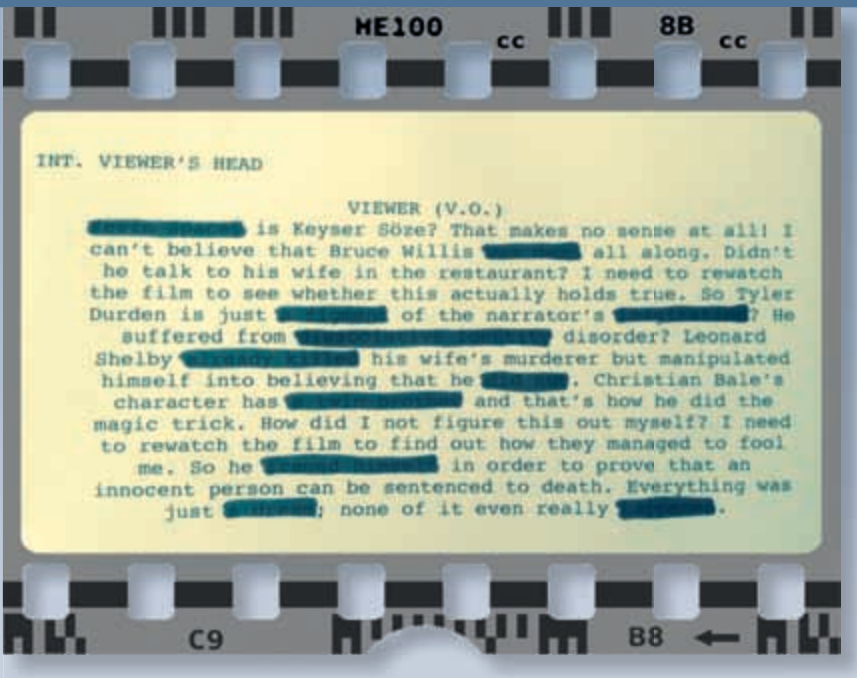 ME100 cc 8B cc
INT. VIEWER'S HEAD
VIEWER (V.O.)
is Keyser Söze? That makes no sense at all! I
can't believe that Bruce Willis all along. Didn't
he talk to his wife in the restaurant? I need to rewatch
the film to see whether this actually holds true. So Tyler
Durden is just of the narrator's ? He
suffered from disorder? Leonard
Shelby his wife's murderer but manipulated
himself into believing that he . Christian Bale's
character has and that's how he did the
magic trick. How did I not figure this out myself? I need
to rewatch the film to find out how they managed to fool
me. So he in order to prove that an
innocent person can be sentenced to death. Everything was
just ; none of it even really .
C9 B8